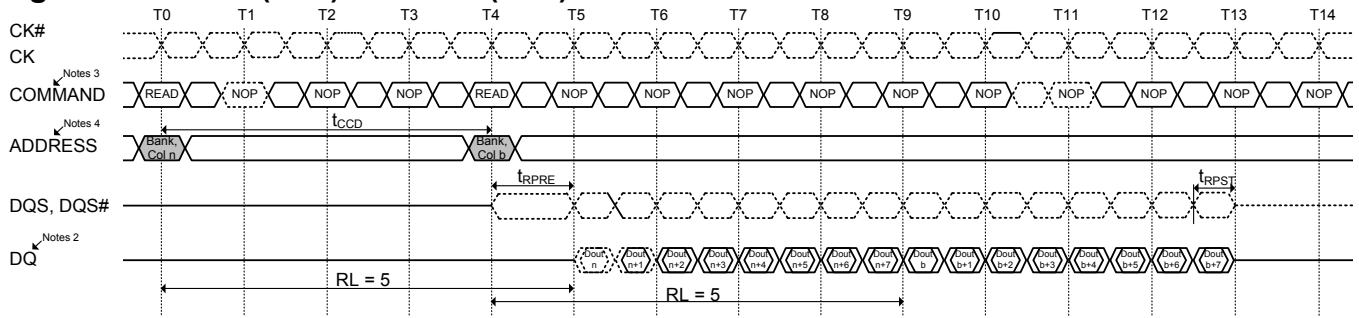 T0 T1 T2 T3 T4 T5 T6 T7 T8 T9 T10 T11 T12 T13 T14
CK#
CK
Notes 3
COMMAND READ NOP NOP NOP READ NOP NOP NOP NOP NOP NOP NOP NOP NOP NOP
Notes 4
tCCD
ADDRESS Bank, Col n Bank, Col b
tRPRE tRPST
DQS, DQS#
Notes 2
DQ Dout n Dout n+1 Dout n+2 Dout n+3 Dout n+4 Dout n+5 Dout n+6 Dout n+7 Dout b Dout b+1 Dout b+2 Dout b+3 Dout b+4 Dout b+5 Dout b+6 Dout b+7
RL = 5
RL = 5